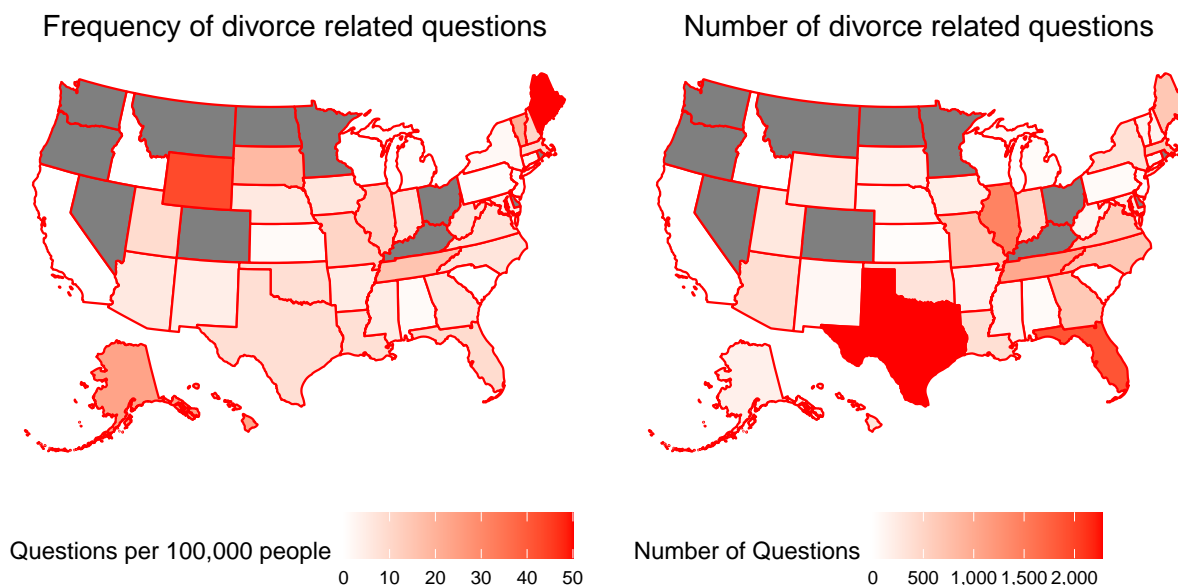 Frequency of divorce related questions
Number of divorce related questions
Questions per 100,000 people
0 10 20 30 40 50
Number of Questions
0 500 1,000 1,500 2,000